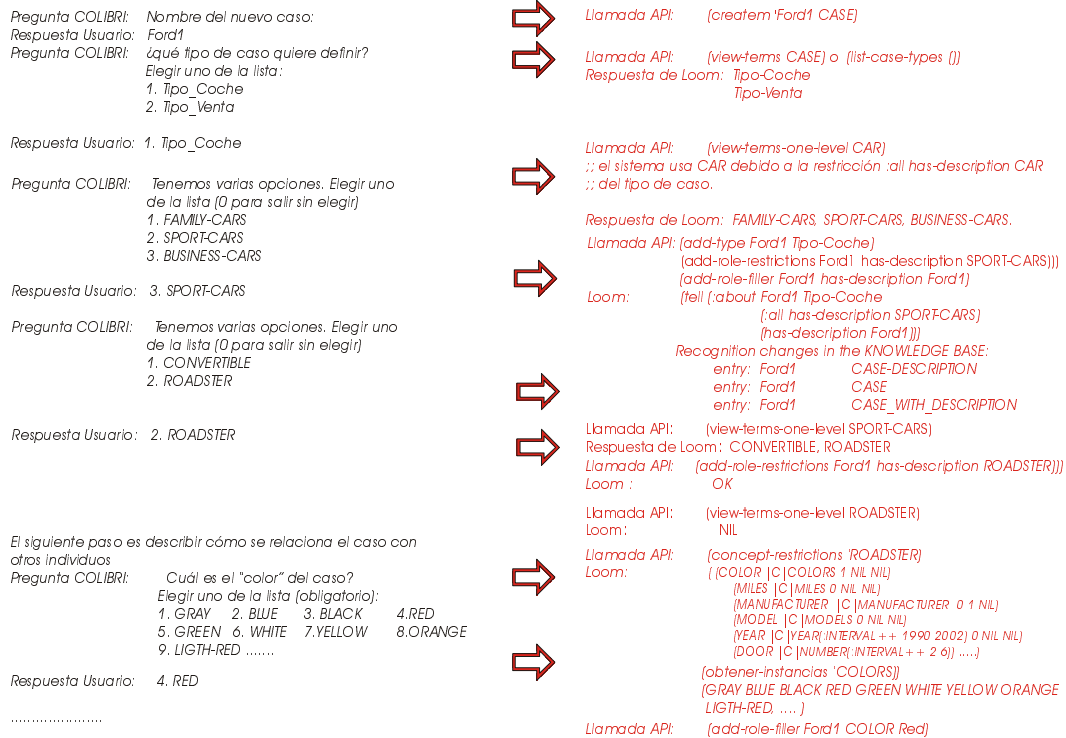 Pregunta COLIBRI: Nombre del nuevo caso:
Respuesta Usuario: Ford1
Pregunta COLIBRI: ¿qué tipo de caso quiere definir?
Elegir uno de la lista:
1. Tipo_Coche
2. Tipo_Venta
Respuesta Usuario: 1. Tipo_Coche
Pregunta COLIBRI: Tenemos varias opciones. Elegir uno
de la lista (0 para salir sin elegir)
1. FAMILY-CARS
2. SPORT-CARS
3. BUSINESS-CARS
Respuesta Usuario: 3. SPORT-CARS
Pregunta COLIBRI: Tenemos varias opciones. Elegir uno
de la lista (0 para salir sin elegir)
1. CONVERTIBLE
2. ROADSTER
Respuesta Usuario: 2. ROADSTER
El siguiente paso es describir cómo se relaciona el caso con
otros individuos
Pregunta COLIBRI: Cuál es el "color" del caso?
Elegir uno de la lista (obligatorio):
1. GRAY 2. BLUE 3. BLACK 4.RED
5. GREEN 6. WHITE 7.YELLOW 8.ORANGE
9. LIGTH-RED .......
Respuesta Usuario: 4. RED
......................
Llamada API: (createm 'Ford1 CASE)
Llamada API: (view-terms CASE) o (list-case-types ())
Respuesta de Loom: Tipo-Coche
Tipo-Venta
Llamada API: (view-terms-one-level CAR)
;; el sistema usa CAR debido a la restricción :all has-description CAR
;; del tipo de caso.
Respuesta de Loom: FAMILY-CARS, SPORT-CARS, BUSINESS-CARS.
Llamada API: (add-type Ford1 Tipo-Coche)
(add-role-restrictions Ford1 has-description SPORT-CARS)))
(add-role-filler Ford1 has-description Ford1)
Loom: (tell (:about Ford1 Tipo-Coche
(:all has-description SPORT-CARS)
(has-description Ford1)))
Recognition changes in the KNOWLEDGE BASE:
entry: Ford1 CASE-DESCRIPTION
entry: Ford1 CASE
entry: Ford1 CASE_WITH_DESCRIPTION
Llamada API: (view-terms-one-level SPORT-CARS)
Respuesta de Loom: CONVERTIBLE, ROADSTER
Llamada API: (add-role-restrictions Ford1 has-description ROADSTER)))
Loom : OK
Llamada API: (view-terms-one-level ROADSTER)
Loom: NIL
Llamada API: (concept-restrictions 'ROADSTER)
Loom: ( (COLOR |C|COLORS 1 NIL NIL)
(MILES |C|MILES 0 NIL NIL)
(MANUFACTURER |C|MANUFACTURER 0 1 NIL)
(MODEL |C|MODELS 0 NIL NIL)
(YEAR |C|YEAR(:INTERVAL++ 1990 2002) 0 NIL NIL)
(DOOR |C|NUMBER(:INTERVAL++ 2 6)) .....)
(obtener-instancias 'COLORS))
(GRAY BLUE BLACK RED GREEN WHITE YELLOW ORANGE
LIGTH-RED, .... )
Llamada API: (add-role-filler Ford1 COLOR Red)